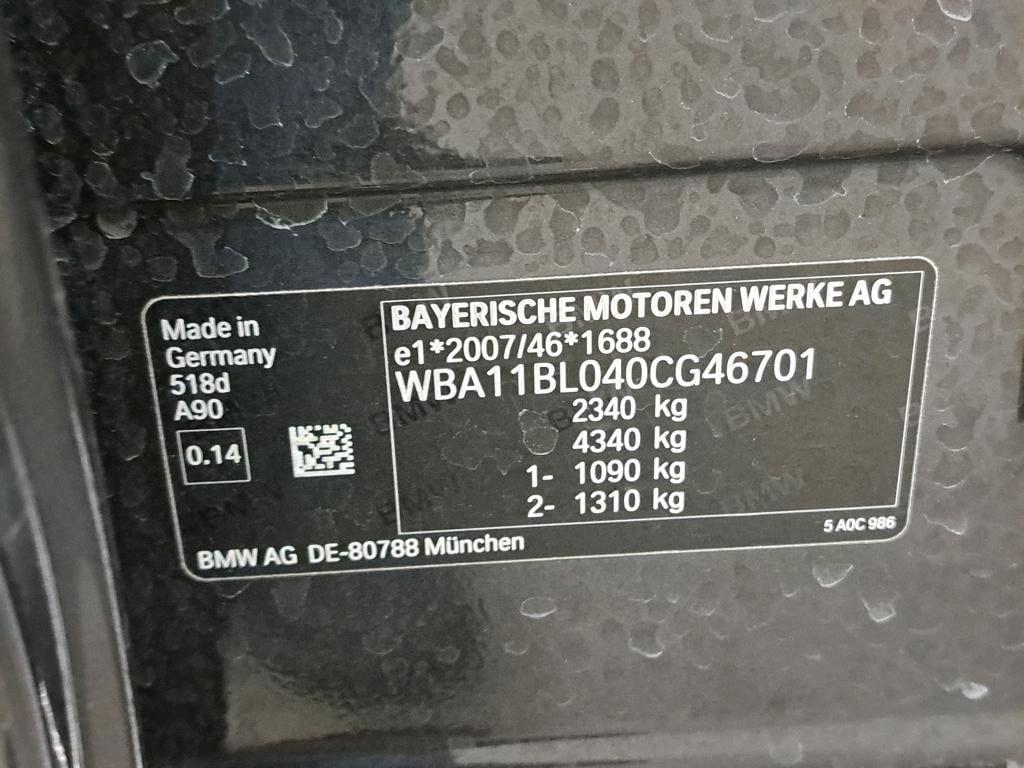 Made in
Germany
518d
A90
0.14
BAYERISCHE MOTOREN WERKE AG
e1*2007/46*1688
WBA11BL040CG46701
2340 kg
4340 kg
1- 1090 kg
2- 1310 kg
5 A0C 986
BMW AG DE-80788 München